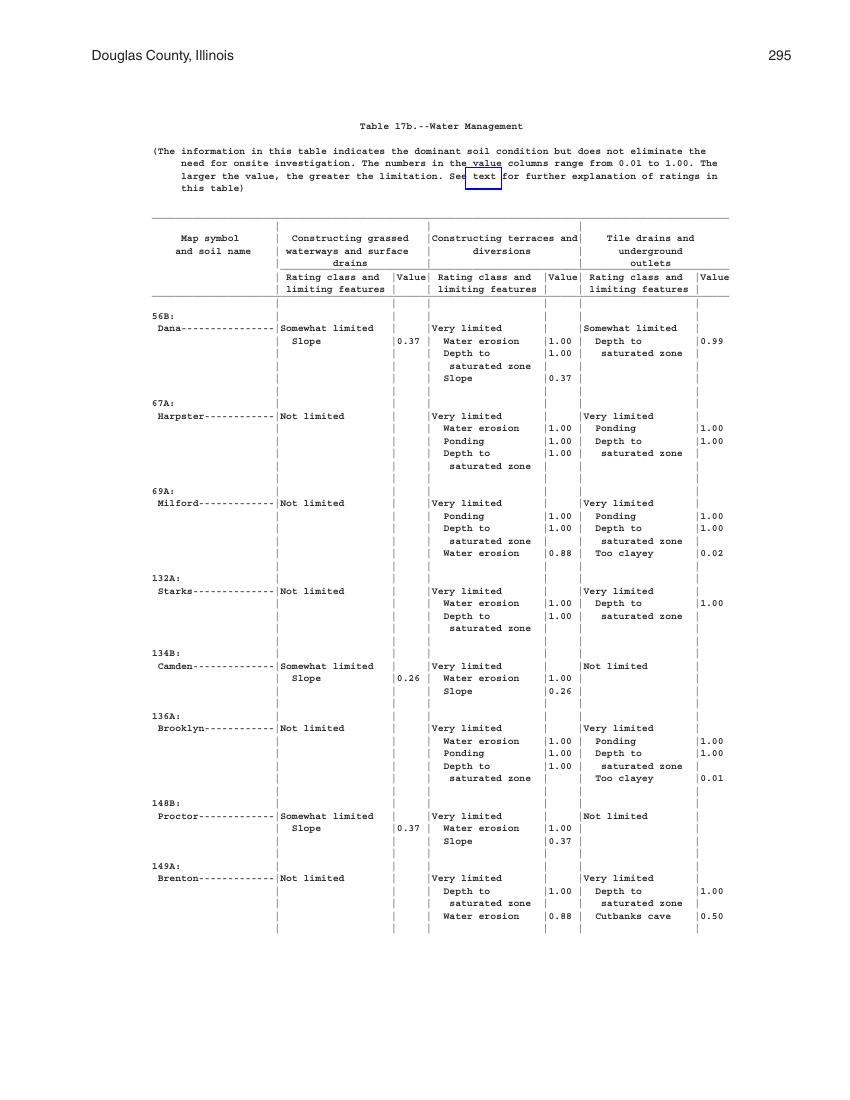 Douglas County, Illinois 295
Table 17b.--Water Management
(The information in this table indicates the dominant soil condition but does not eliminate the
need for onsite investigation. The numbers in the value columns range from 0.01 to 1.00. The
larger the value, the greater the limitation. See text for further explanation of ratings in
this table)
Map symbol | Constructing grassed |Constructing terraces and| Tile drains and
and soil name | waterways and surface | diversions | underground
| drains | | outlets
| Rating class and |Value| Rating class and |Value| Rating class and |Value
| limiting features | | limiting features | | limiting features |
56B:
Dana----------------|Somewhat limited | |Very limited | |Somewhat limited |
| Slope |0.37 | Water erosion |1.00 | Depth to |0.99
| | | Depth to |1.00 | saturated zone |
| | | saturated zone | | |
| | | Slope |0.37 | |
67A:
Harpster------------|Not limited | |Very limited | |Very limited |
| | | Water erosion |1.00 | Ponding |1.00
| | | Ponding |1.00 | Depth to |1.00
| | | Depth to |1.00 | saturated zone |
| | | saturated zone | | |
69A:
Milford-------------|Not limited | |Very limited | |Very limited |
| | | Ponding |1.00 | Ponding |1.00
| | | Depth to |1.00 | Depth to |1.00
| | | saturated zone | | saturated zone |
| | | Water erosion |0.88 | Too clayey |0.02
132A:
Starks--------------|Not limited | |Very limited | |Very limited |
| | | Water erosion |1.00 | Depth to |1.00
| | | Depth to |1.00 | saturated zone |
| | | saturated zone | | |
134B:
Camden--------------|Somewhat limited | |Very limited | |Not limited |
| Slope |0.26 | Water erosion |1.00 | |
| | | Slope |0.26 | |
136A:
Brooklyn------------|Not limited | |Very limited | |Very limited |
| | | Water erosion |1.00 | Ponding |1.00
| | | Ponding |1.00 | Depth to |1.00
| | | Depth to |1.00 | saturated zone |
| | | saturated zone | | Too clayey |0.01
148B:
Proctor-------------|Somewhat limited | |Very limited | |Not limited |
| Slope |0.37 | Water erosion |1.00 | |
| | | Slope |0.37 | |
149A:
Brenton-------------|Not limited | |Very limited | |Very limited |
| | | Depth to |1.00 | Depth to |1.00
| | | saturated zone | | saturated zone |
| | | Water erosion |0.88 | Cutbanks cave |0.50